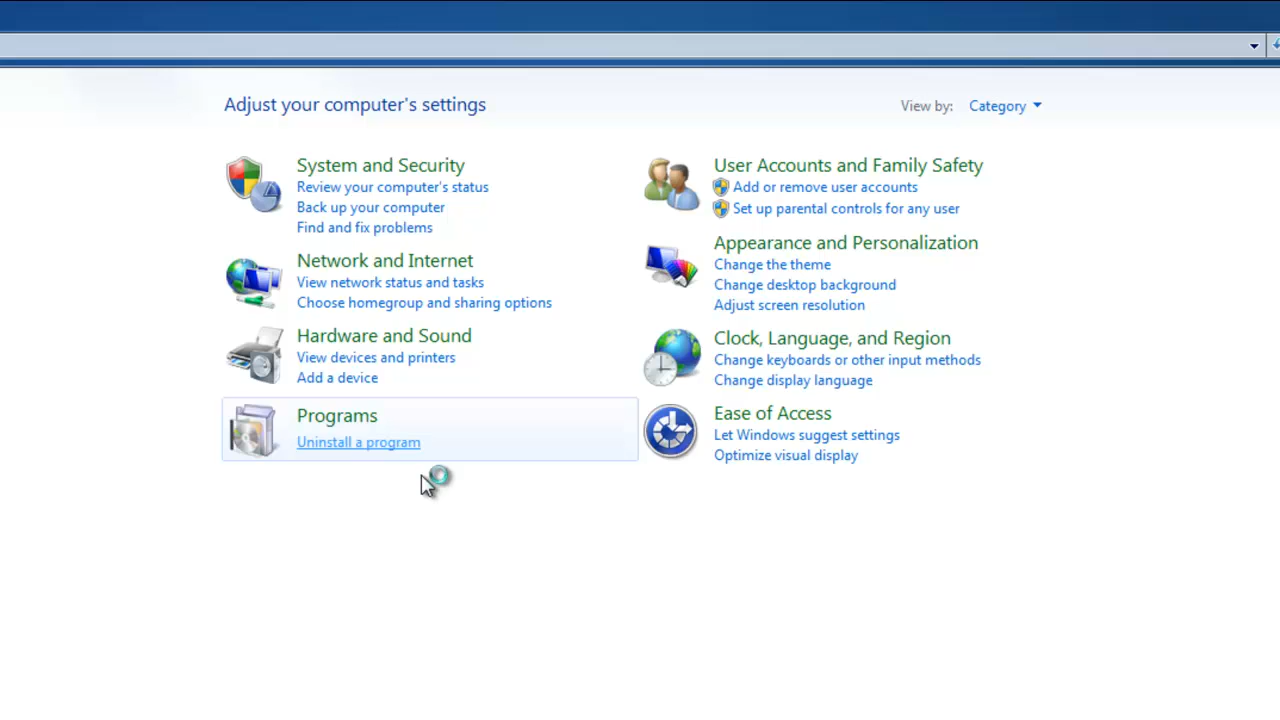 Adjust your computer's settings
View by: Category
System and Security
Review your computer's status
Back up your computer
Find and fix problems
Network and Internet
View network status and tasks
Choose homegroup and sharing options
Hardware and Sound
View devices and printers
Add a device
Programs
Uninstall a program
User Accounts and Family Safety
Add or remove user accounts
Set up parental controls for any user
Appearance and Personalization
Change the theme
Change desktop background
Adjust screen resolution
Clock, Language, and Region
Change keyboards or other input methods
Change display language
Ease of Access
Let Windows suggest settings
Optimize visual display